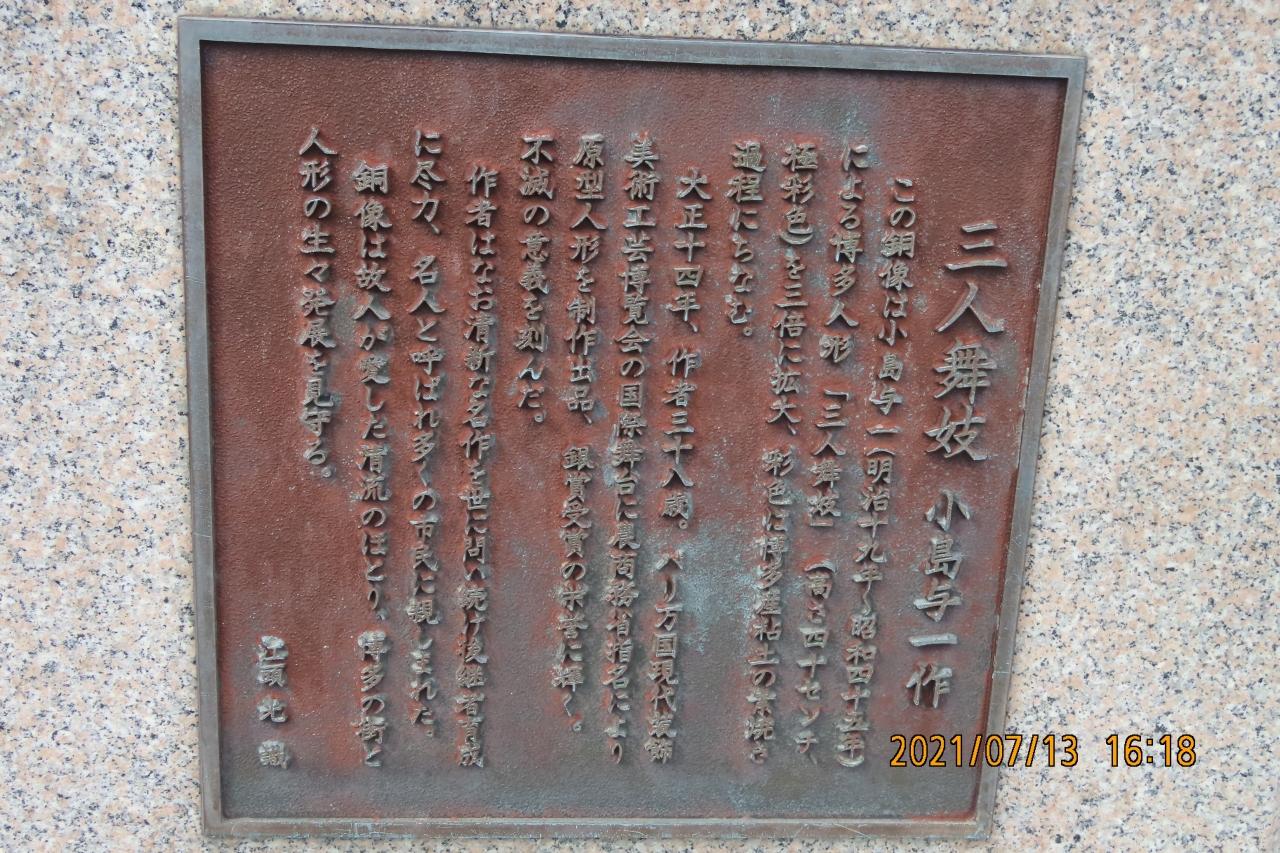 三人舞妓 小島与一作
この銅像は小島与一(明治十九年〜昭和四十五年)
による博多人形「三人舞妓」(高さ四十センチ、
極彩色)を三倍に拡大、彩色は博多産粘土の素焼き
過程にちなむ。
大正十四年、作者三十八歳。パリ万国現代装飾
美術工芸博覧会の国際舞台に農商務省指名により
原型人形を制作出品、銀賞受賞の栄誉に輝く。
不滅の意義を刻んだ。
作者はなお清新な名作を世に問い続け後継者育成
に尽力、名人と呼ばれ多くの市民に親しまれた。
銅像は故人が愛した清流のほとり、博多の街と
人形の生々発展を見守る。
江頭 光 識
2021/07/13 16:18